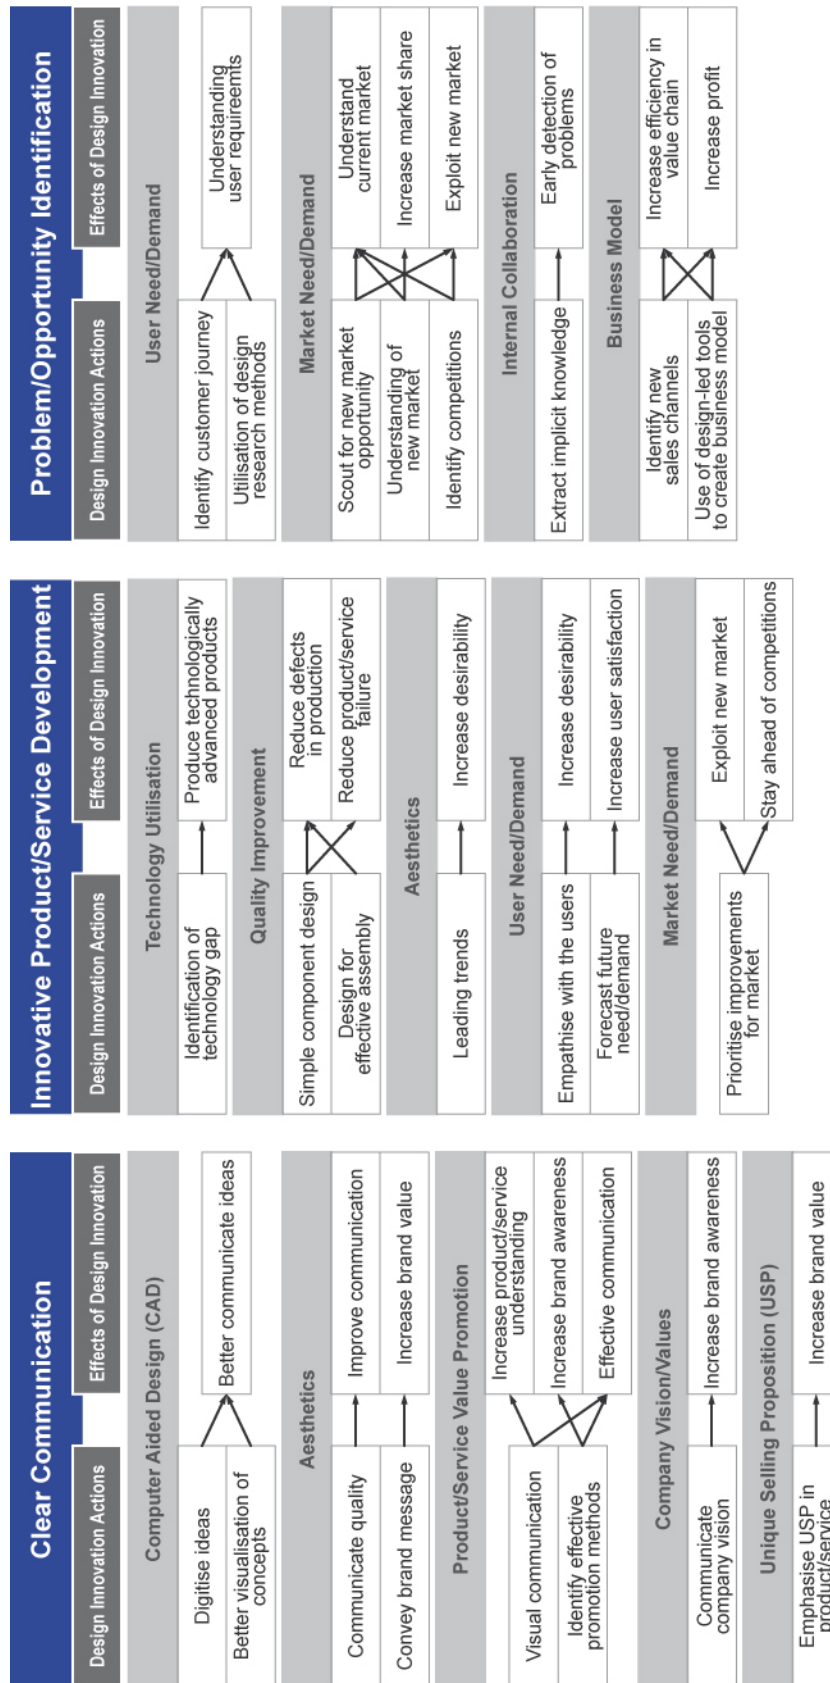 Clear Communication
Design Innovation Actions
Effects of Design Innovation
Computer Aided Design (CAD)
Digitise ideas
Better visualisation of
concepts
Better communicate ideas
Aesthetics
Communicate quality
Convey brand message
Improve communication
Increase brand value
Product/Service Value Promotion
Visual communication
Identify effective
promotion methods
Increase product/service
understanding
Increase brand awareness
Effective communication
Company Vision/Values
Communicate
company vision
Increase brand awareness
Unique Selling Proposition (USP)
Emphasise USP in
product/service
Increase brand value
Innovative Product/Service Development
Design Innovation Actions
Effects of Design Innovation
Technology Utilisation
Identification of
technology gap
Produce technologically
advanced products
Quality Improvement
Simple component design
Design for
effective assembly
Reduce defects
in production
Reduce product/service
failure
Aesthetics
Leading trends
Increase desirability
User Need/Demand
Empathise with the users
Forecast future
need/demand
Increase desirability
Increase user satisfaction
Market Need/Demand
Prioritise improvements
for market
Exploit new market
Stay ahead of competitions
Problem/Opportunity Identification
Design Innovation Actions
Effects of Design Innovation
User Need/Demand
Identify customer journey
Utilisation of design
research methods
Understanding
user requireemts
Market Need/Demand
Scout for new market
opportunity
Understanding of
new market
Identify competitions
Understand
current market
Increase market share
Exploit new market
Internal Collaboration
Extract implicit knowledge
Early detection of
problems
Business Model
Identify new
sales channels
Use of design-led tools
to create business model
Increase efficiency in
value chain
Increase profit